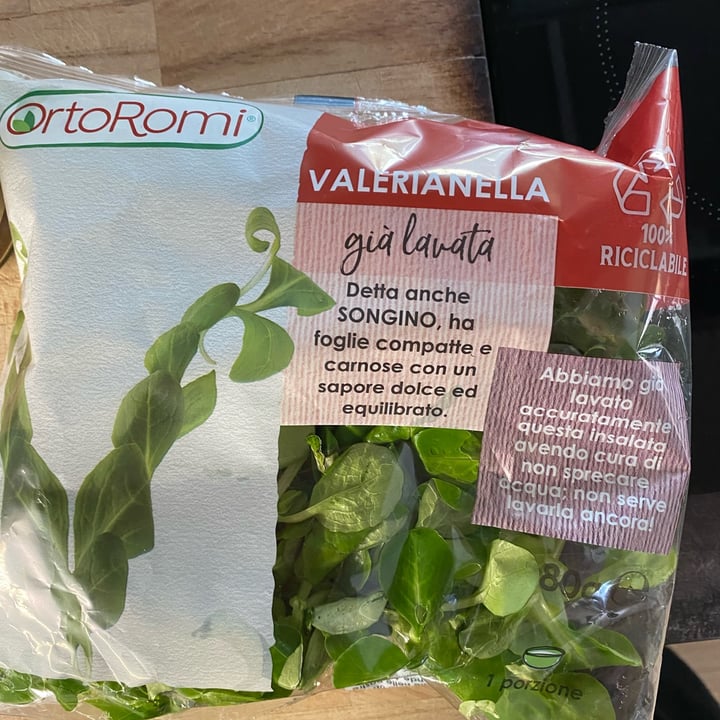 OrtoRomi®
VALERIANELLA
già lavata
Detta anche
SONGINO, ha
foglie compatte e
carnose con un
sapore dolce ed
equilibrato.
100%
RICICLABILE
Abbiamo già
lavato
accuratamente
questa insalata
avendo cura di
non sprecare
acqua; non serve
lavarla ancora!
80g
1 porzione